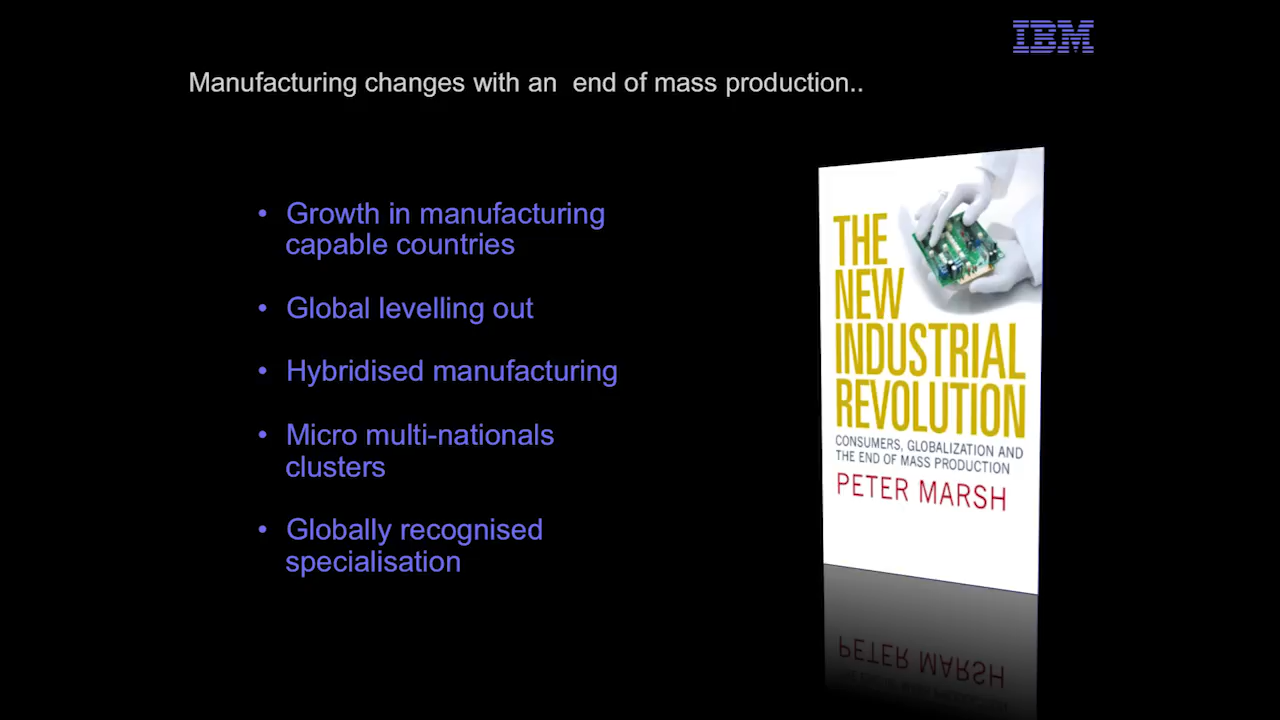 IBM
Manufacturing changes with an  end of mass production..
• Growth in manufacturing
capable countries
• Global levelling out
• Hybridised manufacturing
• Micro multi-nationals
clusters
• Globally recognised
specialisation
THE
NEW
INDUSTRIAL
REVOLUTION
CONSUMERS, GLOBALIZATION AND
THE END OF MASS PRODUCTION
PETER MARSH